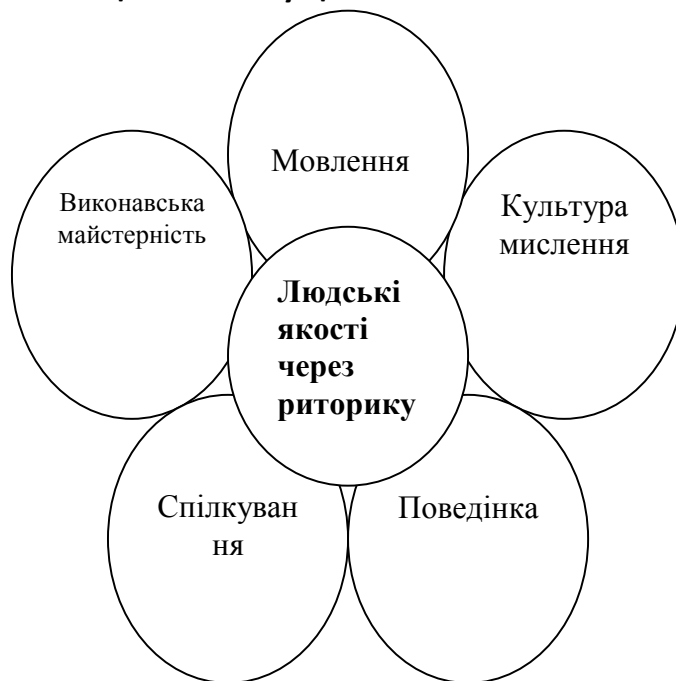 Мовлення
Виконавська
майстерність
Культура
мислення
Людські
якості
через
риторику
Спілкуван
ня
Поведінка